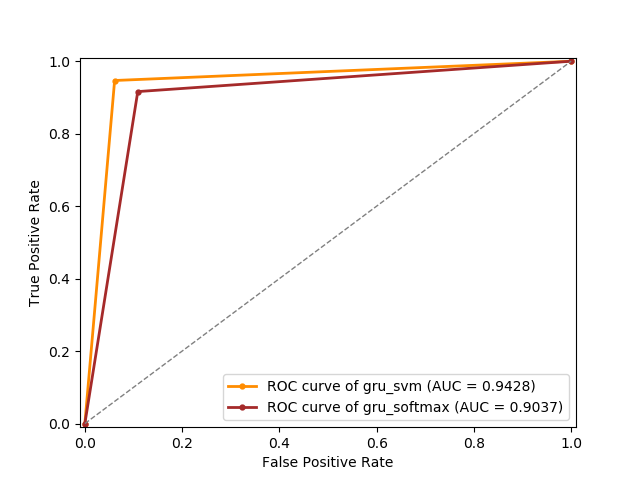 1.0
0.8
0.6
0.4
0.2
0.0
True Positive Rate
ROC curve of gru_svm (AUC = 0.9428)
ROC curve of gru_softmax (AUC = 0.9037)
0.0 0.2 0.4 0.6 0.8 1.0
False Positive Rate